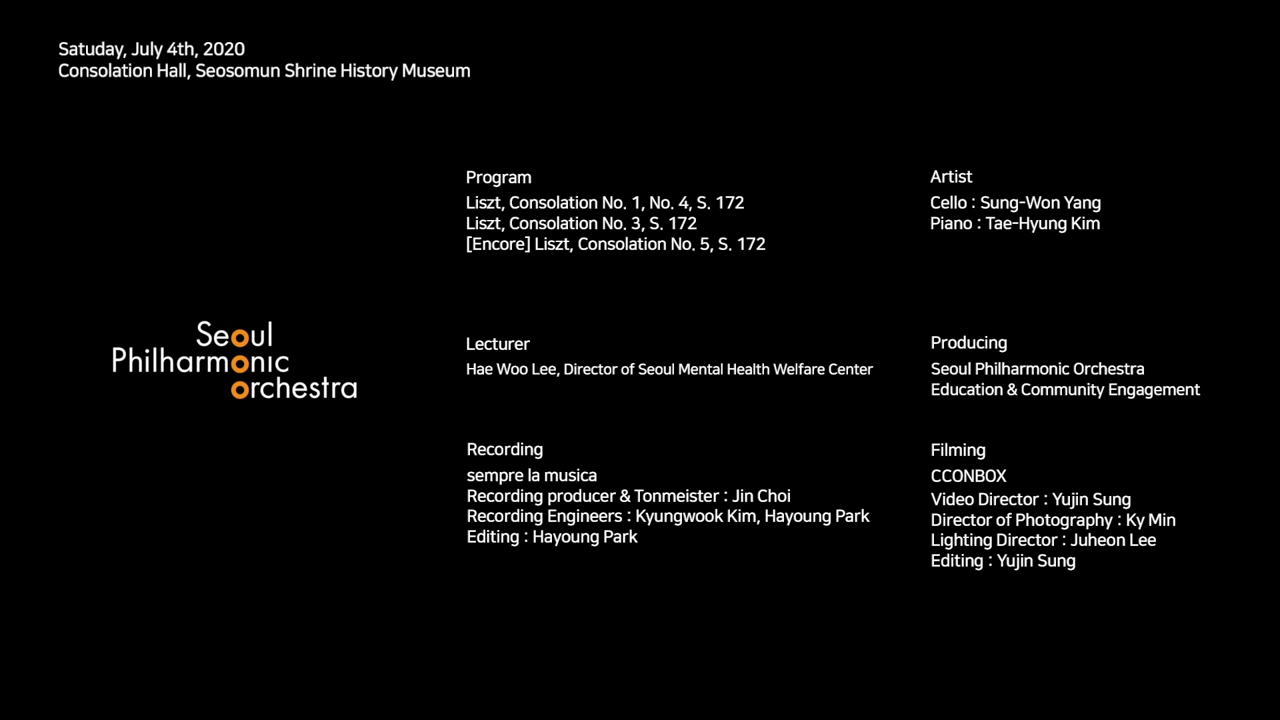 Satuday, July 4th, 2020
Consolation Hall, Seosomun Shrine History Museum
Program
Liszt, Consolation No. 1, No. 4, S. 172
Liszt, Consolation No. 3, S. 172
[Encore] Liszt, Consolation No. 5, S. 172
Artist
Cello : Sung-Won Yang
Piano : Tae-Hyung Kim
Seoul
Philharmonic
orchestra
Lecturer
Hae Woo Lee, Director of Seoul Mental Health Welfare Center
Producing
Seoul Philharmonic Orchestra
Education & Community Engagement
Recording
sempre la musica
Recording producer & Tonmeister : Jin Choi
Recording Engineers : Kyungwook Kim, Hayoung Park
Editing : Hayoung Park
Filming
CCONBOX
Video Director : Yujin Sung
Director of Photography : Ky Min
Lighting Director : Juheon Lee
Editing : Yujin Sung